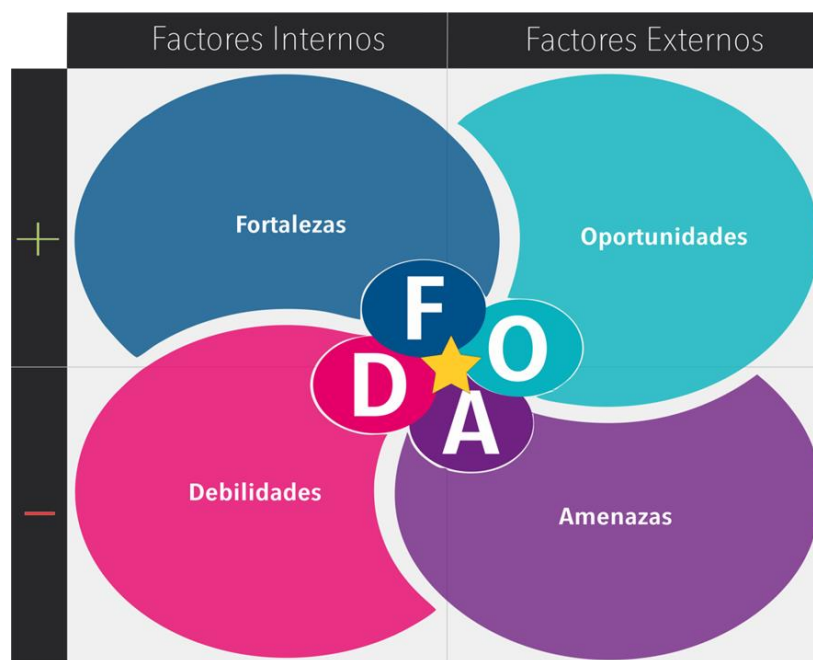 Factores Internos
Factores Externos
+
Fortalezas
Oportunidades
F
O
D
A
−
Debilidades
Amenazas